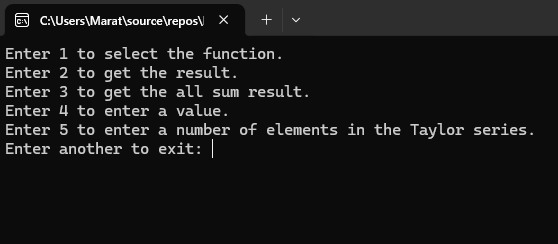 C:\Users\Marat\source\repos\
Enter 1 to select the function.
Enter 2 to get the result.
Enter 3 to get the all sum result.
Enter 4 to enter a value.
Enter 5 to enter a number of elements in the Taylor series.
Enter another to exit: